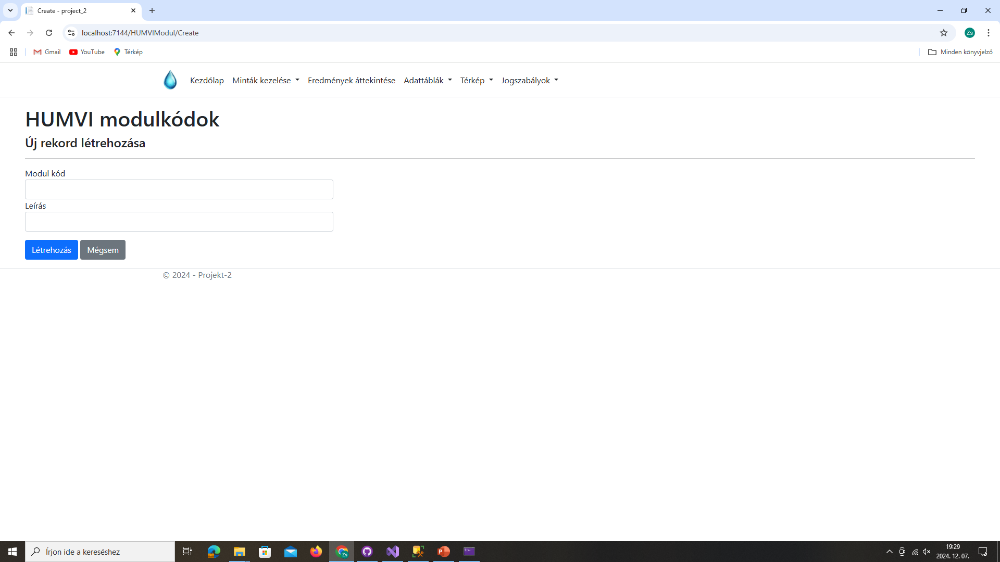 Create - project_2
localhost:7144/HUMVIModul/Create
Zs
Gmail
YouTube
Térkép
Minden könyvjelző
Kezdőlap
Minták kezelése
Eredmények áttekintése
Adattáblák
Térkép
Jogszabályok
HUMVI modulkódok
Új rekord létrehozása
Modul kód
Leírás
Létrehozás
Mégsem
© 2024 - Projekt-2
Írjon ide a kereséshez
Zs
19:29
2024. 12. 07.